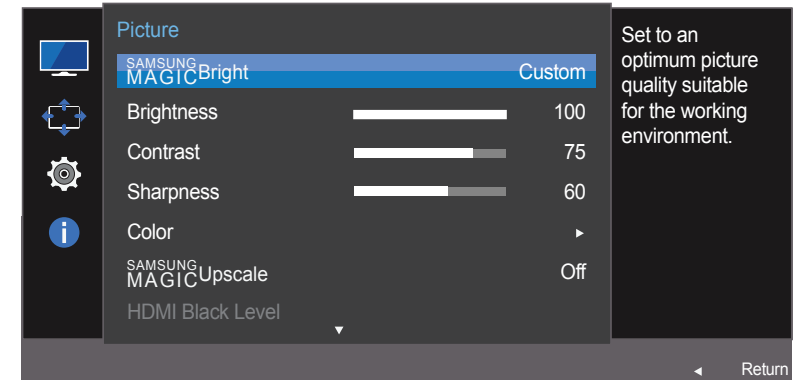 Picture
SAMSUNG
MAGICBright Custom
Brightness 100
Contrast 75
Sharpness 60
Color
SAMSUNG
MAGICUpscale Off
HDMI Black Level
Set to an
optimum picture
quality suitable
for the working
environment.
Return